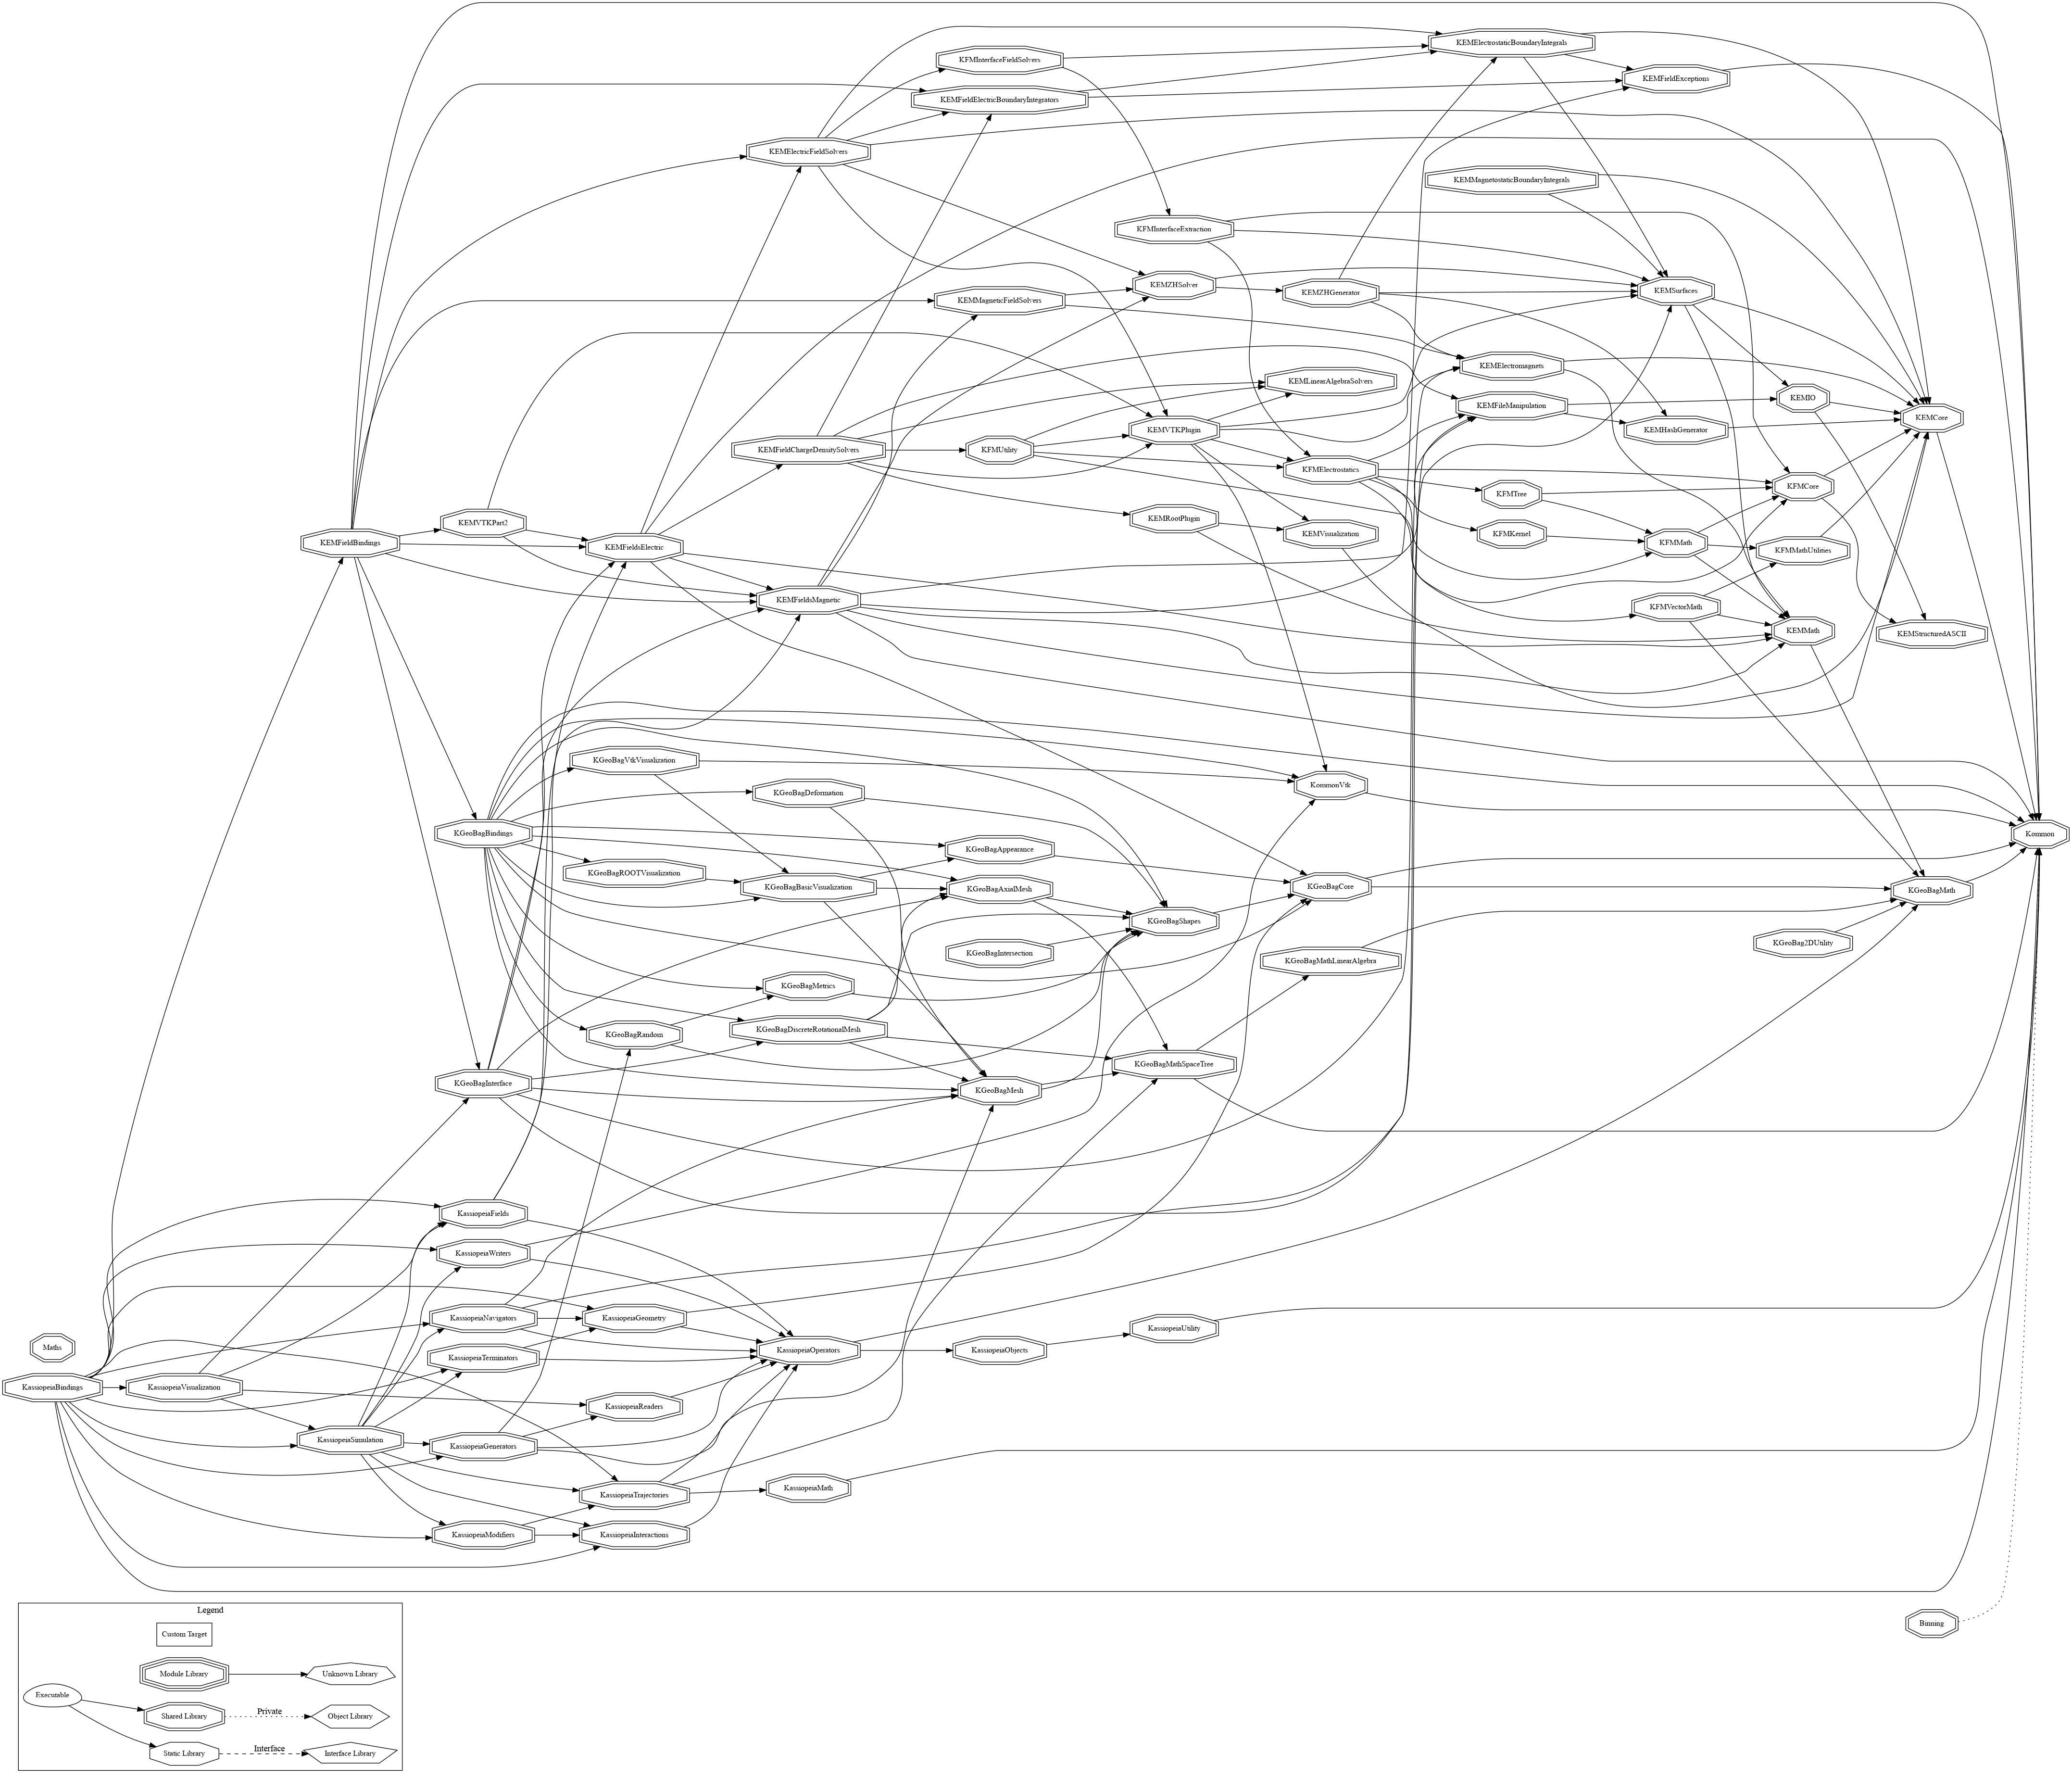 KEMElectrostaticBoundaryIntegrals
KFMInterfaceFieldSolvers
KEMFieldExceptions
KEMFieldElectricBoundaryIntegrators
KEMElectricFieldSolvers
KEMMagnetostaticBoundaryIntegrals
KFMInterfaceExtraction
KEMZHSolver
KEMZHGenerator
KEMSurfaces
KEMMagneticFieldSolvers
KEMElectromagnets
KEMLinearAlgebraSolvers
KEMIO
KEMFileManipulation
KEMCore
KEMVTKPlugin
KEMHashGenerator
KEMFieldChargeDensitySolvers
KFMUtility
KFMElectrostatics
KFMCore
KFMTree
KEMVTKPart2
KEMRootPlugin
KEMVisualization
KFMKernel
KEMFieldBindings
KFMMath
KEMFieldsElectric
KFMMathUtilities
KEMFieldsMagnetic
KFMVectorMath
KEMMath
KEMStructuredASCII
KGeoBagVtkVisualization
KommonVtk
KGeoBagDeformation
KGeoBagBindings
Kommon
KGeoBagAppearance
KGeoBagROOTVisualization
KGeoBagBasicVisualization
KGeoBagAxialMesh
KGeoBagCore
KGeoBagMath
KGeoBagShapes
KGeoBag2DUtility
KGeoBagIntersection
KGeoBagMathLinearAlgebra
KGeoBagMetrics
KGeoBagDiscreteRotationalMesh
KGeoBagRandom
KGeoBagMathSpaceTree
KGeoBagInterface
KGeoBagMesh
KassiopeiaFields
KassiopeiaWriters
KassiopeiaNavigators
KassiopeiaGeometry
KassiopeiaUtility
Maths
KassiopeiaOperators
KassiopeiaObjects
KassiopeiaTerminators
KassiopeiaBindings
KassiopeiaVisualization
KassiopeiaReaders
KassiopeiaSimulation
KassiopeiaGenerators
KassiopeiaMath
KassiopeiaTrajectories
KassiopeiaModifiers
KassiopeiaInteractions
Binning
Legend
Custom Target
Module Library
Unknown Library
Executable
Shared Library
Private
Object Library
Static Library
Interface
Interface Library